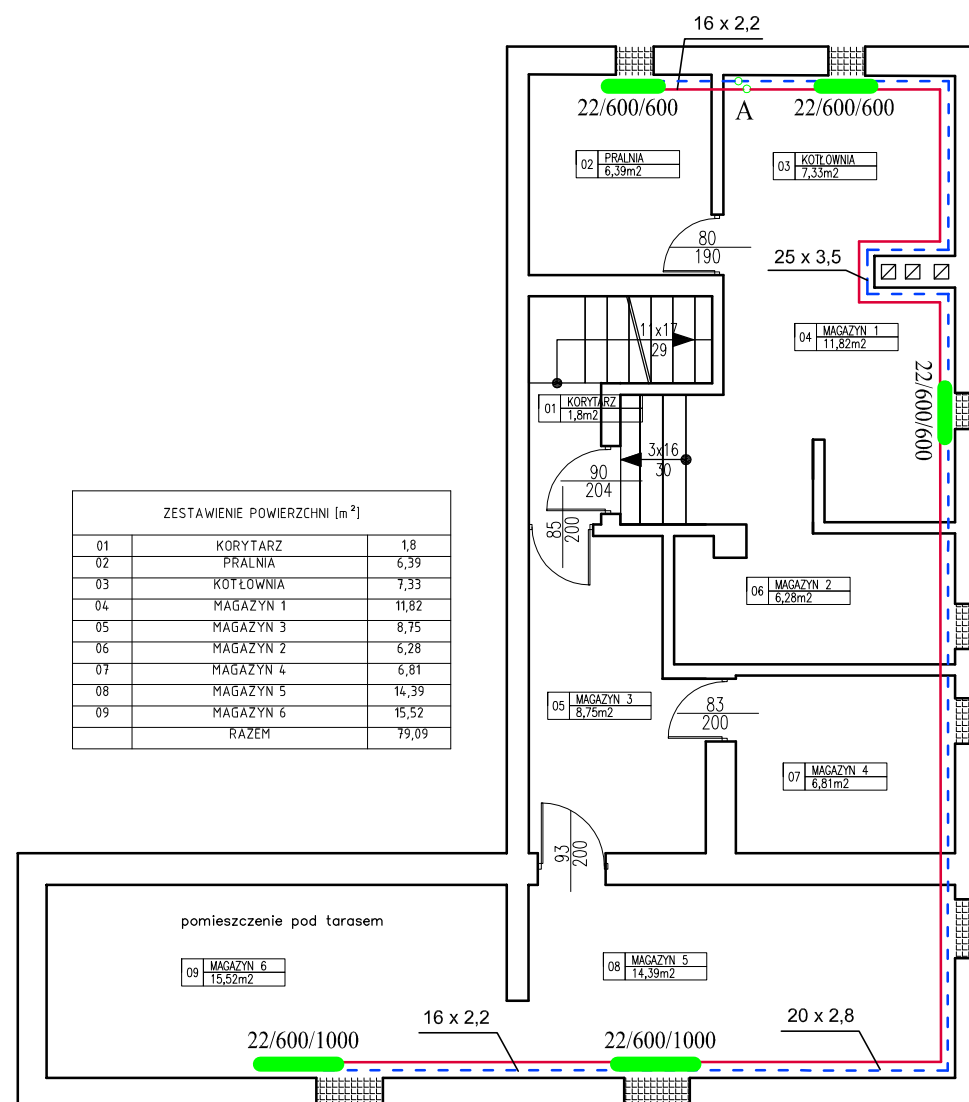 16 x 2,2
22/600/600
A
22/600/600
02 PRALNIA
6,39m2
03 KOTŁOWNIA
7,33m2
80
190
25 x 3,5
11x17
29
04 MAGAZYN 1
11,82m2
22/600/600
01 KORYTARZ
1,8m2
3x16
30
90
204
85
200
ZESTAWIENIE POWIERZCHNI [m²]
01 KORYTARZ 1,8
02 PRALNIA 6,39
03 KOTŁOWNIA 7,33
04 MAGAZYN 1 11,82
05 MAGAZYN 3 8,75
06 MAGAZYN 2 6,28
07 MAGAZYN 4 6,81
08 MAGAZYN 5 14,39
09 MAGAZYN 6 15,52
RAZEM 79,09
06 MAGAZYN 2
6,28m2
05 MAGAZYN 3
8,75m2
83
200
07 MAGAZYN 4
6,81m2
93
200
pomieszczenie pod tarasem
09 MAGAZYN 6
15,52m2
08 MAGAZYN 5
14,39m2
16 x 2,2
20 x 2,8
22/600/1000
22/600/1000